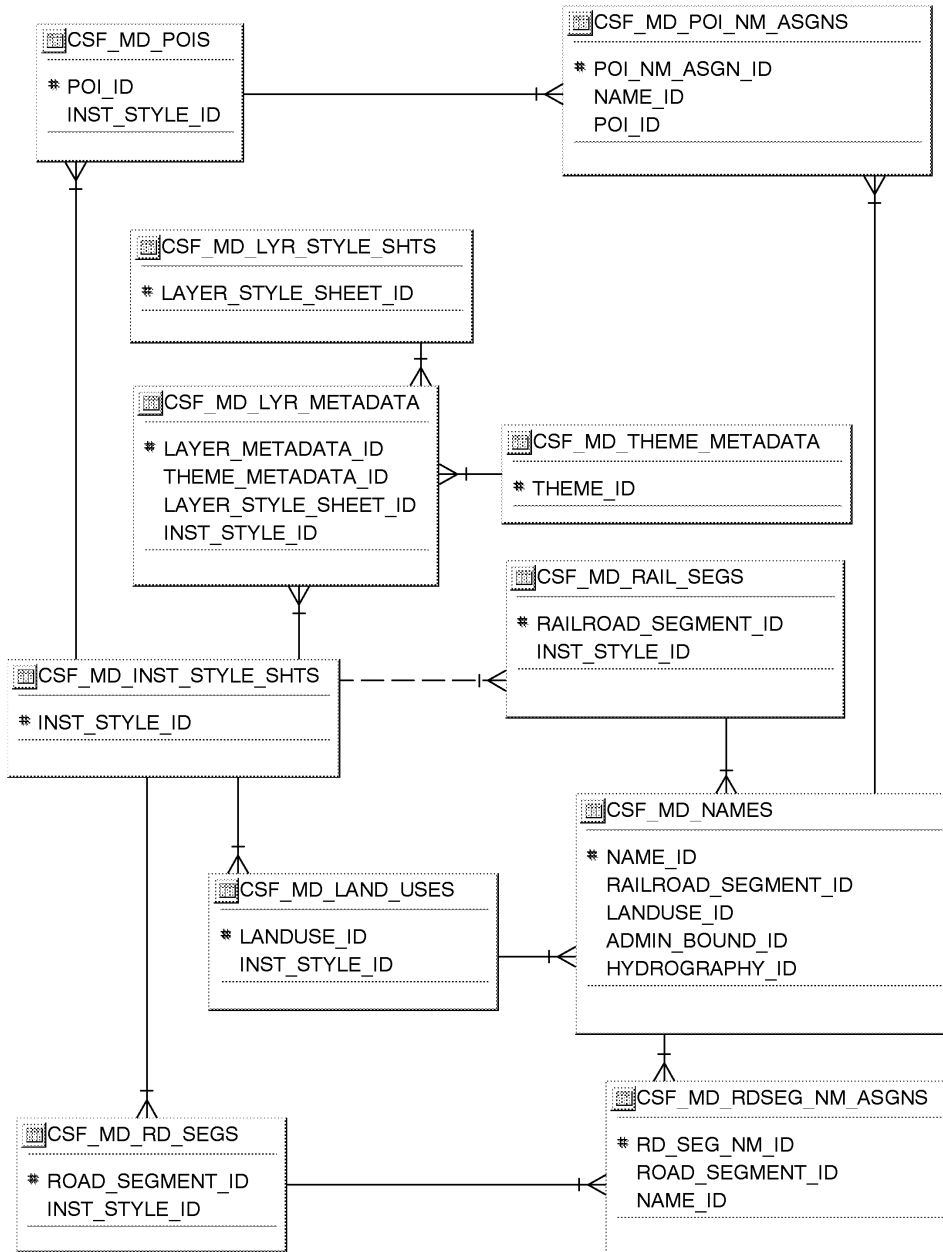 CSF_MD_POIS
# POI_ID
INST_STYLE_ID
CSF_MD_POI_NM_ASGNS
# POI_NM_ASGN_ID
NAME_ID
POI_ID
CSF_MD_LYR_STYLE_SHTS
# LAYER_STYLE_SHEET_ID
CSF_MD_LYR_METADATA
# LAYER_METADATA_ID
THEME_METADATA_ID
LAYER_STYLE_SHEET_ID
INST_STYLE_ID
CSF_MD_THEME_METADATA
# THEME_ID
CSF_MD_RAIL_SEGS
# RAILROAD_SEGMENT_ID
INST_STYLE_ID
CSF_MD_INST_STYLE_SHTS
# INST_STYLE_ID
CSF_MD_NAMES
# NAME_ID
RAILROAD_SEGMENT_ID
LANDUSE_ID
ADMIN_BOUND_ID
HYDROGRAPHY_ID
CSF_MD_LAND_USES
# LANDUSE_ID
INST_STYLE_ID
CSF_MD_RD_SEGS
# ROAD_SEGMENT_ID
INST_STYLE_ID
CSF_MD_RDSEG_NM_ASGNS
# RD_SEG_NM_ID
ROAD_SEGMENT_ID
NAME_ID